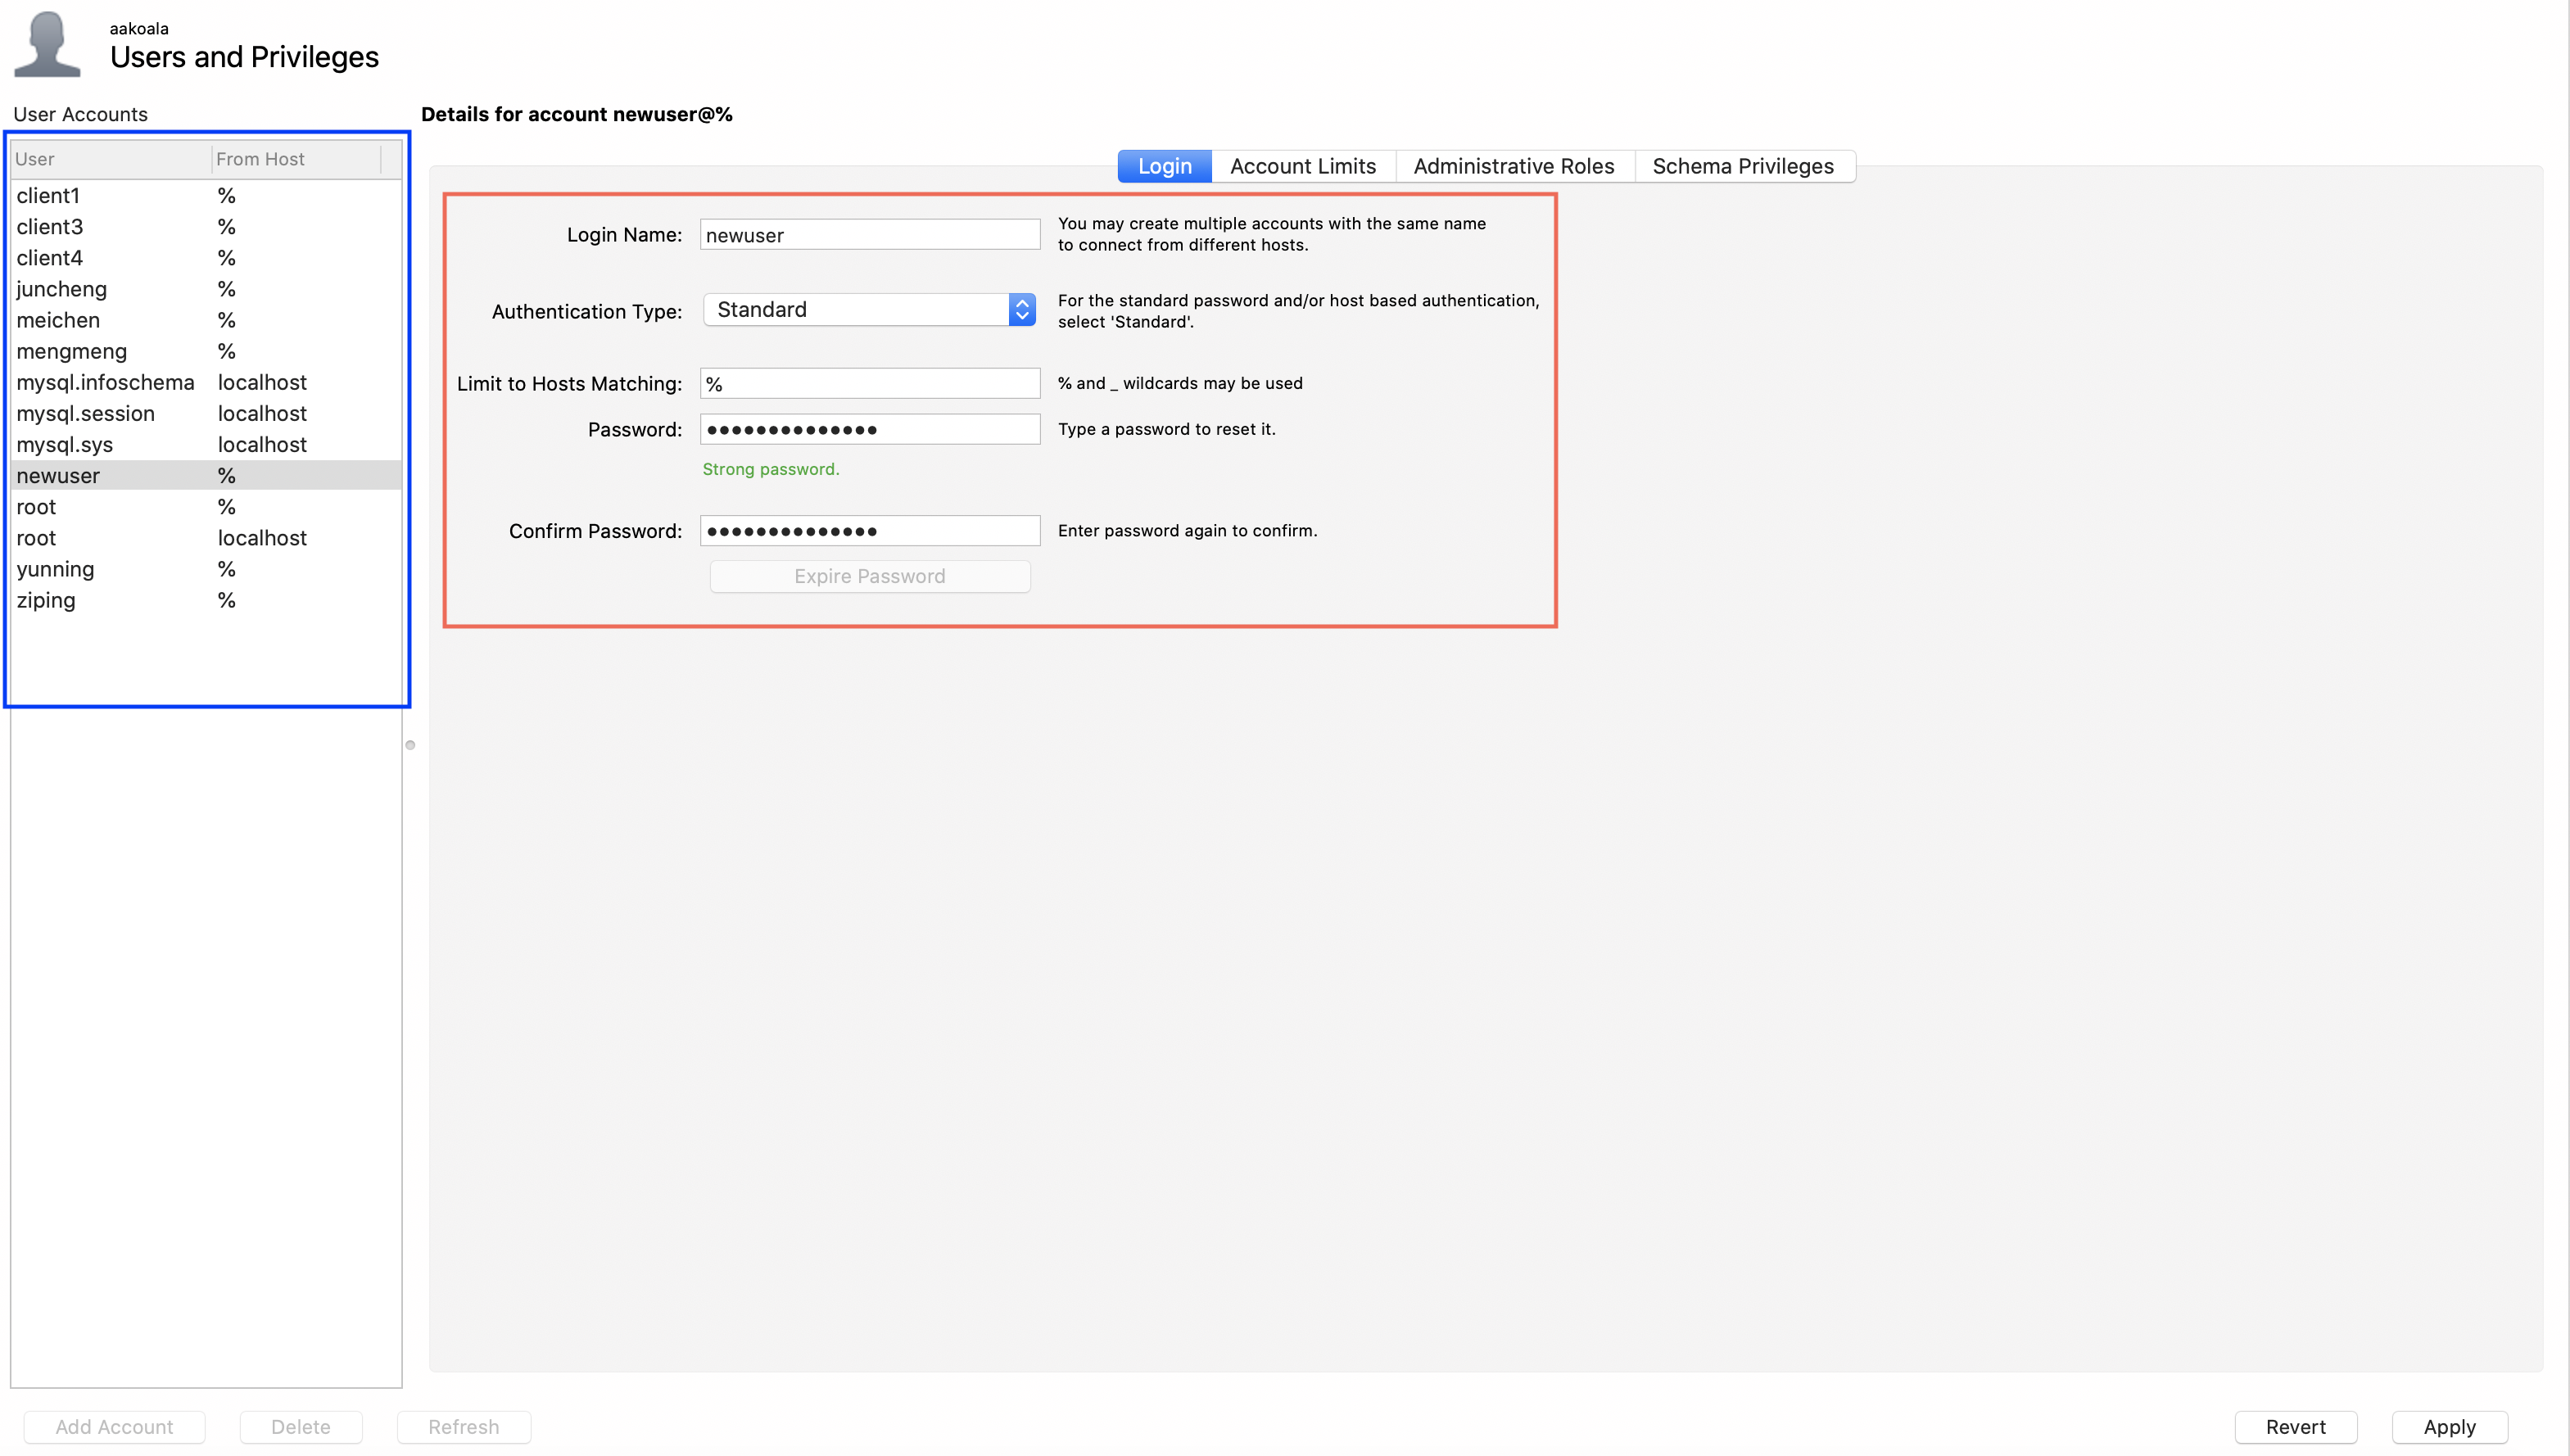 aakoala
Users and Privileges
User Accounts
Details for account newuser@%
User From Host
client1 %
client3 %
client4 %
juncheng %
meichen %
mengmeng %
mysql.infoschema localhost
mysql.session localhost
mysql.sys localhost
newuser %
root %
root localhost
yunning %
ziping %
Login Account Limits Administrative Roles Schema Privileges
Login Name: newuser You may create multiple accounts with the same name
to connect from different hosts.
Authentication Type: Standard For the standard password and/or host based authentication,
select 'Standard'.
Limit to Hosts Matching: % % and _ wildcards may be used
Password: ●●●●●●●●●●●●●● Type a password to reset it.
Strong password.
Confirm Password: ●●●●●●●●●●●●●● Enter password again to confirm.
Expire Password
Add Account Delete Refresh Revert Apply